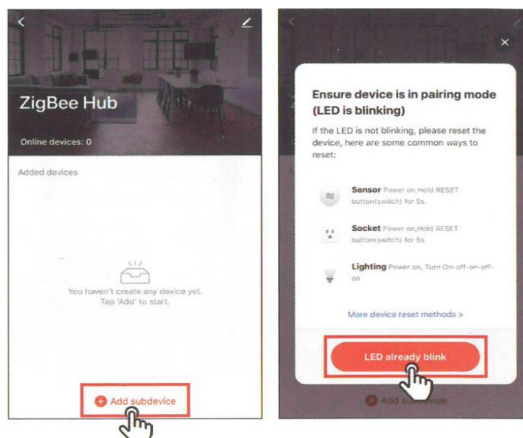 ZigBee Hub
Online devices: 0
Added devices
You haven't create any device yet.
Tap 'Add' to start.
Add subdevice
Ensure device is in pairing mode
(LED is blinking)
If the LED is not blinking, please reset the
device, here are some common ways to
reset:
Sensor Power on,Hold RESET
button(switch) for 5s.
Socket Power on,Hold RESET
button(switch) for 5s.
Lighting Power on, Turn On-off-on-off-
on
More device reset methods >
LED already blink
Add subdevice